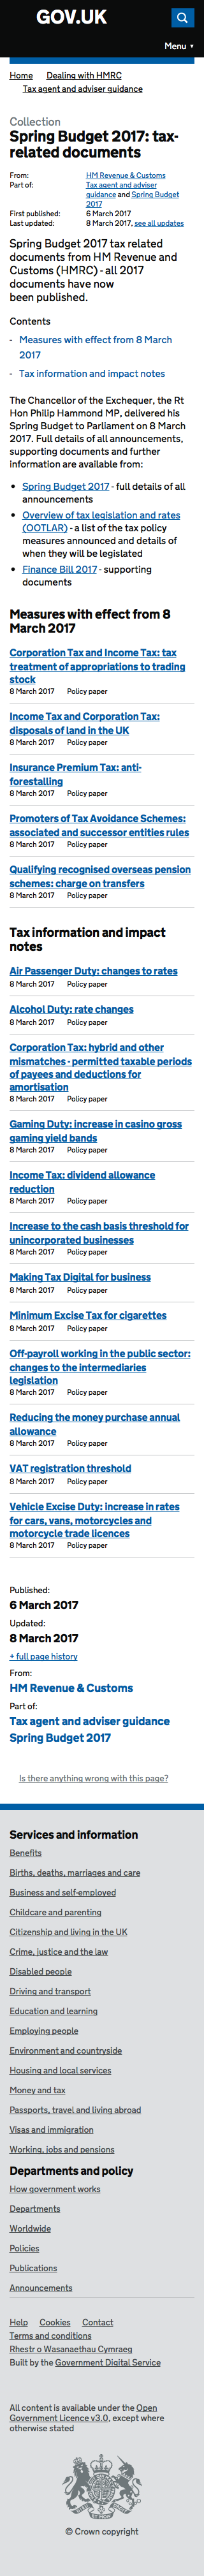 GOV.UK
Menu ▼
Home Dealing with HMRC
Tax agent and adviser guidance
Collection
Spring Budget 2017: tax-
related documents
From: HM Revenue & Customs
Part of: Tax agent and adviser
guidance and Spring Budget
2017
First published: 6 March 2017
Last updated: 8 March 2017, see all updates
Spring Budget 2017 tax related
documents from HM Revenue and
Customs (HMRC) - all 2017
documents have now
been published.
Contents
- Measures with effect from 8 March
2017
- Tax information and impact notes
The Chancellor of the Exchequer, the Rt
Hon Philip Hammond MP, delivered his
Spring Budget to Parliament on 8 March
2017. Full details of all announcements,
supporting documents and further
information are available from:
• Spring Budget 2017 - full details of all
announcements
• Overview of tax legislation and rates
(OOTLAR) - a list of the tax policy
measures announced and details of
when they will be legislated
• Finance Bill 2017 - supporting
documents
Measures with effect from 8
March 2017
Corporation Tax and Income Tax: tax
treatment of appropriations to trading
stock
8 March 2017 Policy paper
Income Tax and Corporation Tax:
disposals of land in the UK
8 March 2017 Policy paper
Insurance Premium Tax: anti-
forestalling
8 March 2017 Policy paper
Promoters of Tax Avoidance Schemes:
associated and successor entities rules
8 March 2017 Policy paper
Qualifying recognised overseas pension
schemes: charge on transfers
8 March 2017 Policy paper
Tax information and impact
notes
Air Passenger Duty: changes to rates
8 March 2017 Policy paper
Alcohol Duty: rate changes
8 March 2017 Policy paper
Corporation Tax: hybrid and other
mismatches - permitted taxable periods
of payees and deductions for
amortisation
8 March 2017 Policy paper
Gaming Duty: increase in casino gross
gaming yield bands
8 March 2017 Policy paper
Income Tax: dividend allowance
reduction
8 March 2017 Policy paper
Increase to the cash basis threshold for
unincorporated businesses
8 March 2017 Policy paper
Making Tax Digital for business
8 March 2017 Policy paper
Minimum Excise Tax for cigarettes
8 March 2017 Policy paper
Off-payroll working in the public sector:
changes to the intermediaries
legislation
8 March 2017 Policy paper
Reducing the money purchase annual
allowance
8 March 2017 Policy paper
VAT registration threshold
8 March 2017 Policy paper
Vehicle Excise Duty: increase in rates
for cars, vans, motorcycles and
motorcycle trade licences
8 March 2017 Policy paper
Published:
6 March 2017
Updated:
8 March 2017
+ full page history
From:
HM Revenue & Customs
Part of:
Tax agent and adviser guidance
Spring Budget 2017
Is there anything wrong with this page?
Services and information
Benefits
Births, deaths, marriages and care
Business and self-employed
Childcare and parenting
Citizenship and living in the UK
Crime, justice and the law
Disabled people
Driving and transport
Education and learning
Employing people
Environment and countryside
Housing and local services
Money and tax
Passports, travel and living abroad
Visas and immigration
Working, jobs and pensions
Departments and policy
How government works
Departments
Worldwide
Policies
Publications
Announcements
Help Cookies Contact
Terms and conditions
Rhestr o Wasanaethau Cymraeg
Built by the Government Digital Service
All content is available under the Open
Government Licence v3.0, except where
otherwise stated
© Crown copyright